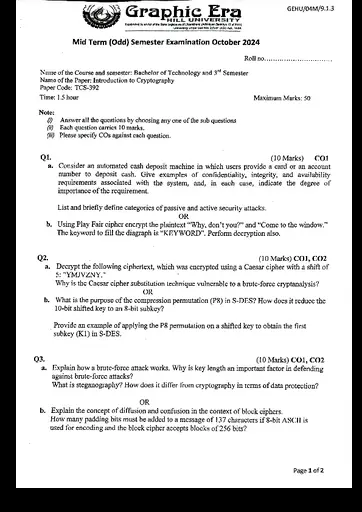 GEHU/04M/9.1.3
Graphic Era
HILL UNIVERSITY
Mid Term (Odd) Semester Examination October 2024
Roll no.............................
Name of the Course and semester: Bachelor of Technology and 3rd Semester
Name of the Paper: Introduction to Cryptography
Paper Code: TCS-392
Time: 1.5 hour Maximum Marks: 50
Note:
(i) Answer all the questions by choosing any one of the sub questions
(ii) Each question carries 10 marks.
(iii) Please specify COs against each question.
Q1. (10 Marks) CO1
a. Consider an automated cash deposit machine in which users provide a card or an account
number to deposit cash. Give examples of confidentiality, integrity, and availability
requirements associated with the system, and, in each case, indicate the degree of
importance of the requirement.
List and briefly define categories of passive and active security attacks.
OR
b. Using Play Fair cipher encrypt the plaintext "Why, don't you?" and "Come to the window."
The keyword to fill the diagraph is "KEYWORD". Perform decryption also.
Q2. (10 Marks) CO1, CO2
a. Decrypt the following ciphertext, which was encrypted using a Caesar cipher with a shift of
5: "YMJVZNY."
Why is the Caesar cipher substitution technique vulnerable to a brute-force cryptanalysis?
OR
b. What is the purpose of the compression permutation (P8) in S-DES? How does it reduce the
10-bit shifted key to an 8-bit subkey?
Provide an example of applying the P8 permutation on a shifted key to obtain the first
subkey (K1) in S-DES.
Q3. (10 Marks) CO1, CO2
a. Explain how a brute-force attack works. Why is key length an important factor in defending
against brute-force attacks?
What is steganography? How does it differ from cryptography in terms of data protection?
OR
b. Explain the concept of diffusion and confusion in the context of block ciphers.
How many padding bits must be added to a message of 137 characters if 8-bit ASCII is
used for encoding and the block cipher accepts blocks of 256 bits?
Page 1 of 2